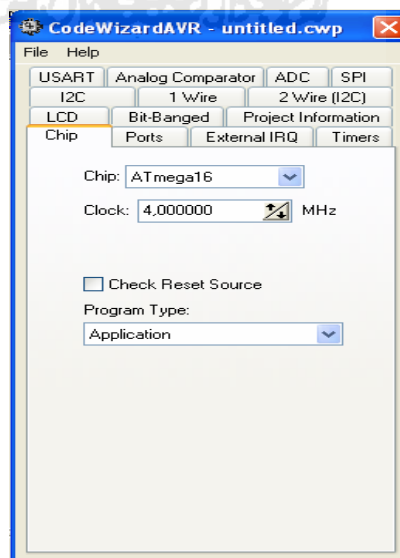 CodeWizardAVR - untitled.cwp
File Help
USART Analog Comparator ADC SPI
I2C 1 Wire 2 Wire (I2C)
LCD Bit-Banged Project Information
Chip Ports External IRQ Timers
Chip: ATmega16
Clock: 4,000000 MHz
Check Reset Source
Program Type:
Application